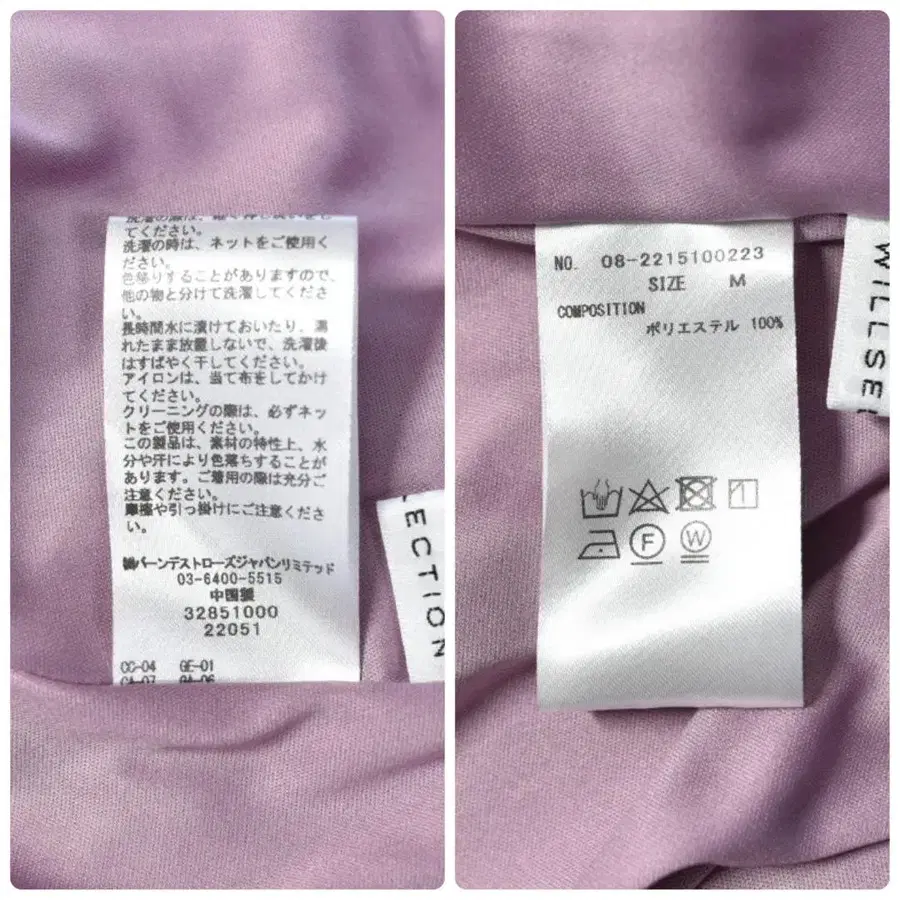 てください。
洗濯の時は、ネットをご使用く
ださい。
色移りすることがありますので、
他の物と分けて洗濯してくださ
い。
長時間水に漬けておいたり、濡
れたまま放置しないで、洗濯後
はすばやく干してください。
アイロンは、当て布をしてかけ
てください。
クリーニングの際は、必ずネッ
トをご使用ください。
この製品は、素材の特性上、水
分や汗により色落ちすることが
あります。ご着用の際は充分ご
注意ください。
摩擦や引っ掛けにご注意くださ
い。
㈱バーンデストローズジャパンリミテッド
03-6400-5515
中国製
32851000
22051
CC-04 GE-01
CA-07 GA-06
ECTION
NO. 08-2215100223
SIZE M
COMPOSITION
ポリエステル 100%
F
W
WILLSE